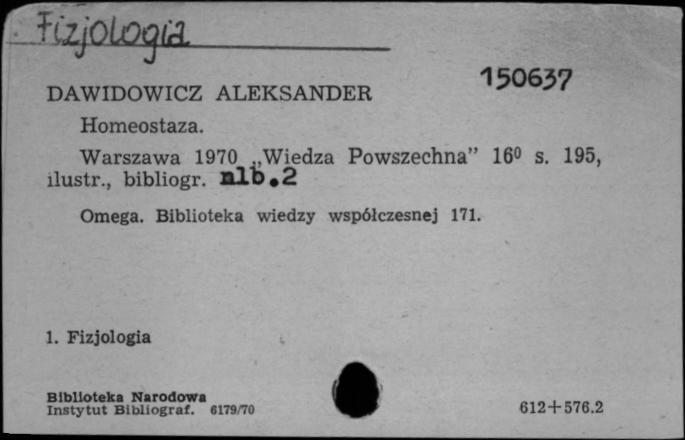 Fizjologia
150637
DAWIDOWICZ ALEKSANDER
Homeostaza.
Warszawa 1970 „Wiedza Powszechna” 16⁰ s. 195,
ilustr., bibliogr. nlb.2
Omega. Biblioteka wiedzy współczesnej 171.
1. Fizjologia
Biblioteka Narodowa
Instytut Bibliograf. 6179/70
612+576.2